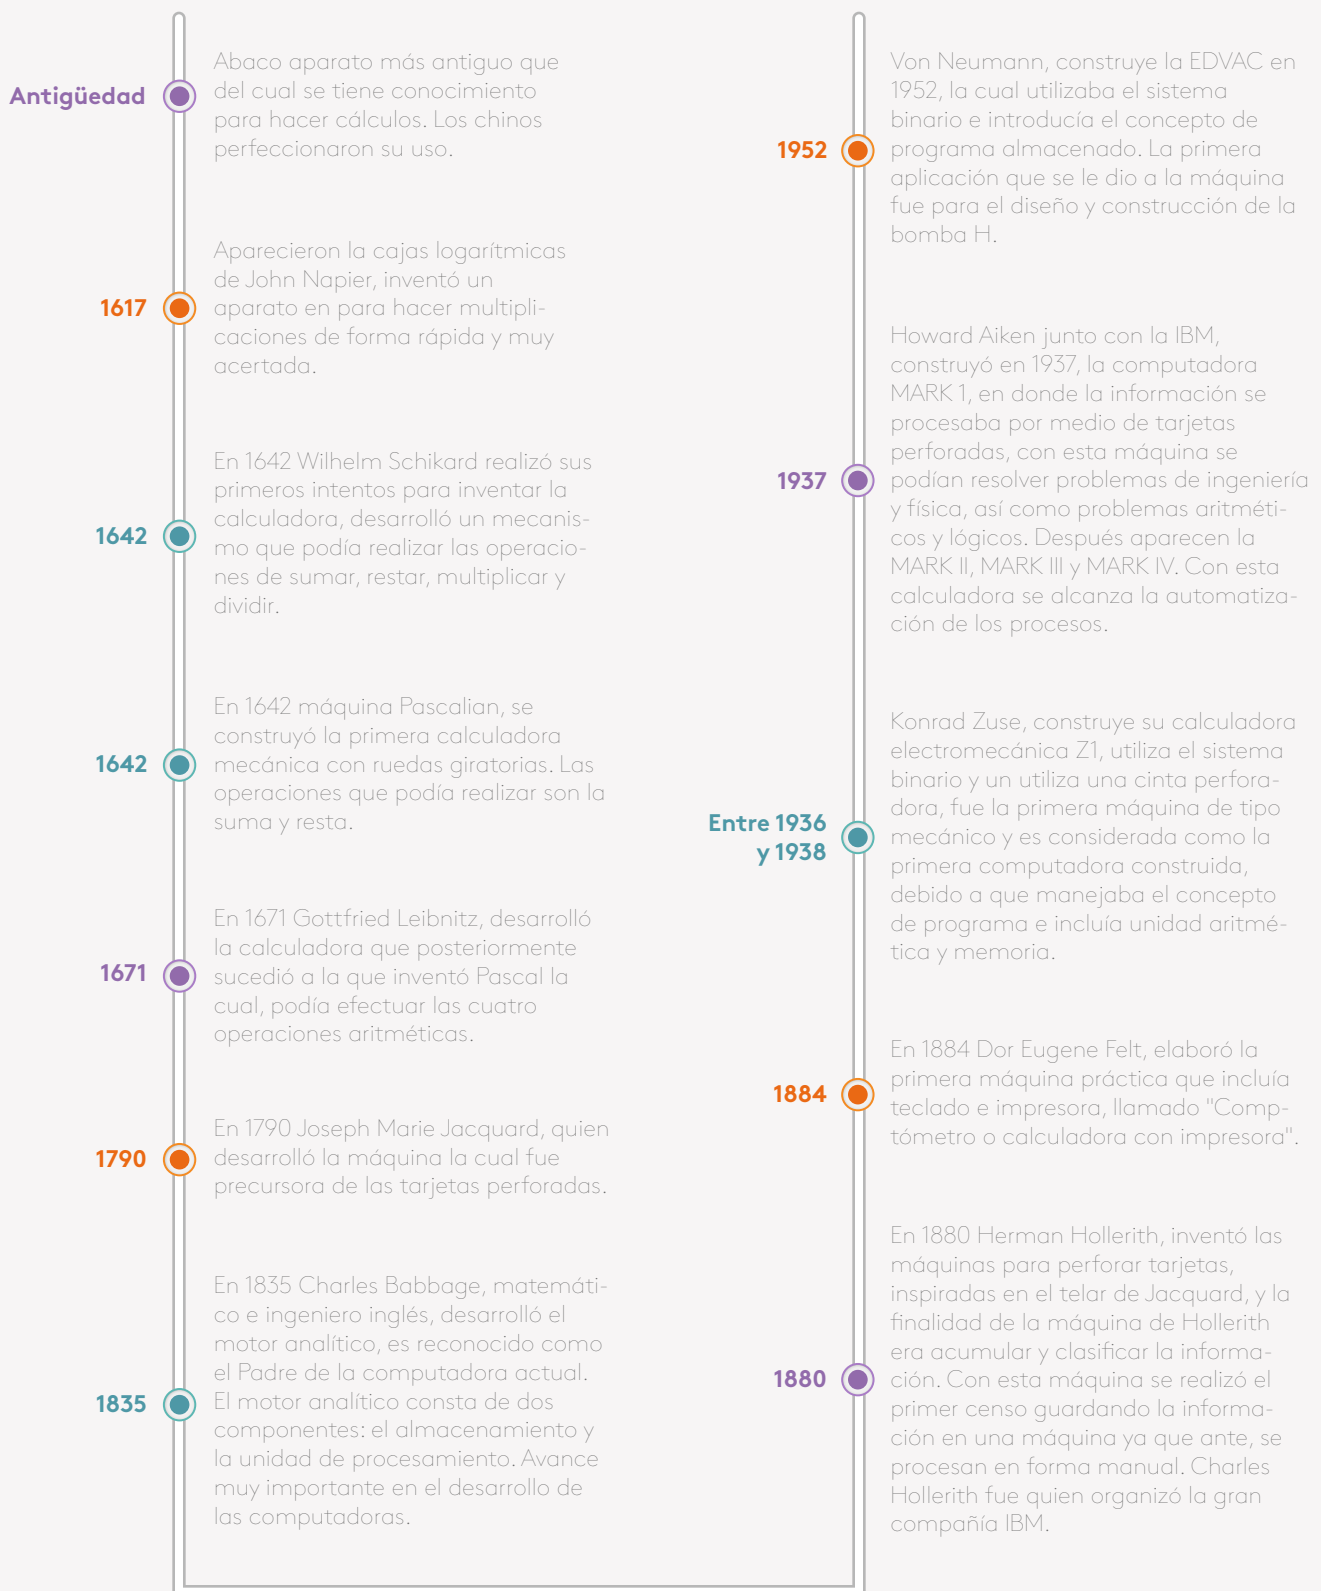 Antigüedad
Abaco aparato más antiguo que
del cual se tiene conocimiento
para hacer cálculos. Los chinos
perfeccionaron su uso.
1617
Aparecieron la cajas logarítmicas
de John Napier, inventó un
aparato en para hacer multipli-
caciones de forma rápida y muy
acertada.
1642
En 1642 Wilhelm Schikard realizó sus
primeros intentos para inventar la
calculadora, desarrolló un mecanis-
mo que podía realizar las operacio-
nes de sumar, restar, multiplicar y
dividir.
1642
En 1642 máquina Pascalian, se
construyó la primera calculadora
mecánica con ruedas giratorias. Las
operaciones que podía realizar son la
suma y resta.
1671
En 1671 Gottfried Leibnitz, desarrolló
la calculadora que posteriormente
sucedió a la que inventó Pascal la
cual, podía efectuar las cuatro
operaciones aritméticas.
1790
En 1790 Joseph Marie Jacquard, quien
desarrolló la máquina la cual fue
precursora de las tarjetas perforadas.
1835
En 1835 Charles Babbage, matemáti-
co e ingeniero inglés, desarrolló el
motor analítico, es reconocido como
el Padre de la computadora actual.
El motor analítico consta de dos
componentes: el almacenamiento y
la unidad de procesamiento. Avance
muy importante en el desarrollo de
las computadoras.
1952
Von Neumann, construye la EDVAC en
1952, la cual utilizaba el sistema
binario e introducía el concepto de
programa almacenado. La primera
aplicación que se le dio a la máquina
fue para el diseño y construcción de la
bomba H.
1937
Howard Aiken junto con la IBM,
construyó en 1937, la computadora
MARK 1, en donde la información se
procesaba por medio de tarjetas
perforadas, con esta máquina se
podían resolver problemas de ingeniería
y física, así como problemas aritméti-
cos y lógicos. Después aparecen la
MARK II, MARK III y MARK IV. Con esta
calculadora se alcanza la automatiza-
ción de los procesos.
Entre 1936
y 1938
Konrad Zuse, construye su calculadora
electromecánica Z1, utiliza el sistema
binario y un utiliza una cinta perfora-
dora, fue la primera máquina de tipo
mecánico y es considerada como la
primera computadora construida,
debido a que manejaba el concepto
de programa e incluía unidad aritmé-
tica y memoria.
1884
En 1884 Dor Eugene Felt, elaboró la
primera máquina práctica que incluía
teclado e impresora, llamado "Comp-
tómetro o calculadora con impresora".
1880
En 1880 Herman Hollerith, inventó las
máquinas para perforar tarjetas,
inspiradas en el telar de Jacquard, y la
finalidad de la máquina de Hollerith
era acumular y clasificar la informa-
ción. Con esta máquina se realizó el
primer censo guardando la informa-
ción en una máquina ya que ante, se
procesan en forma manual. Charles
Hollerith fue quien organizó la gran
compañía IBM.